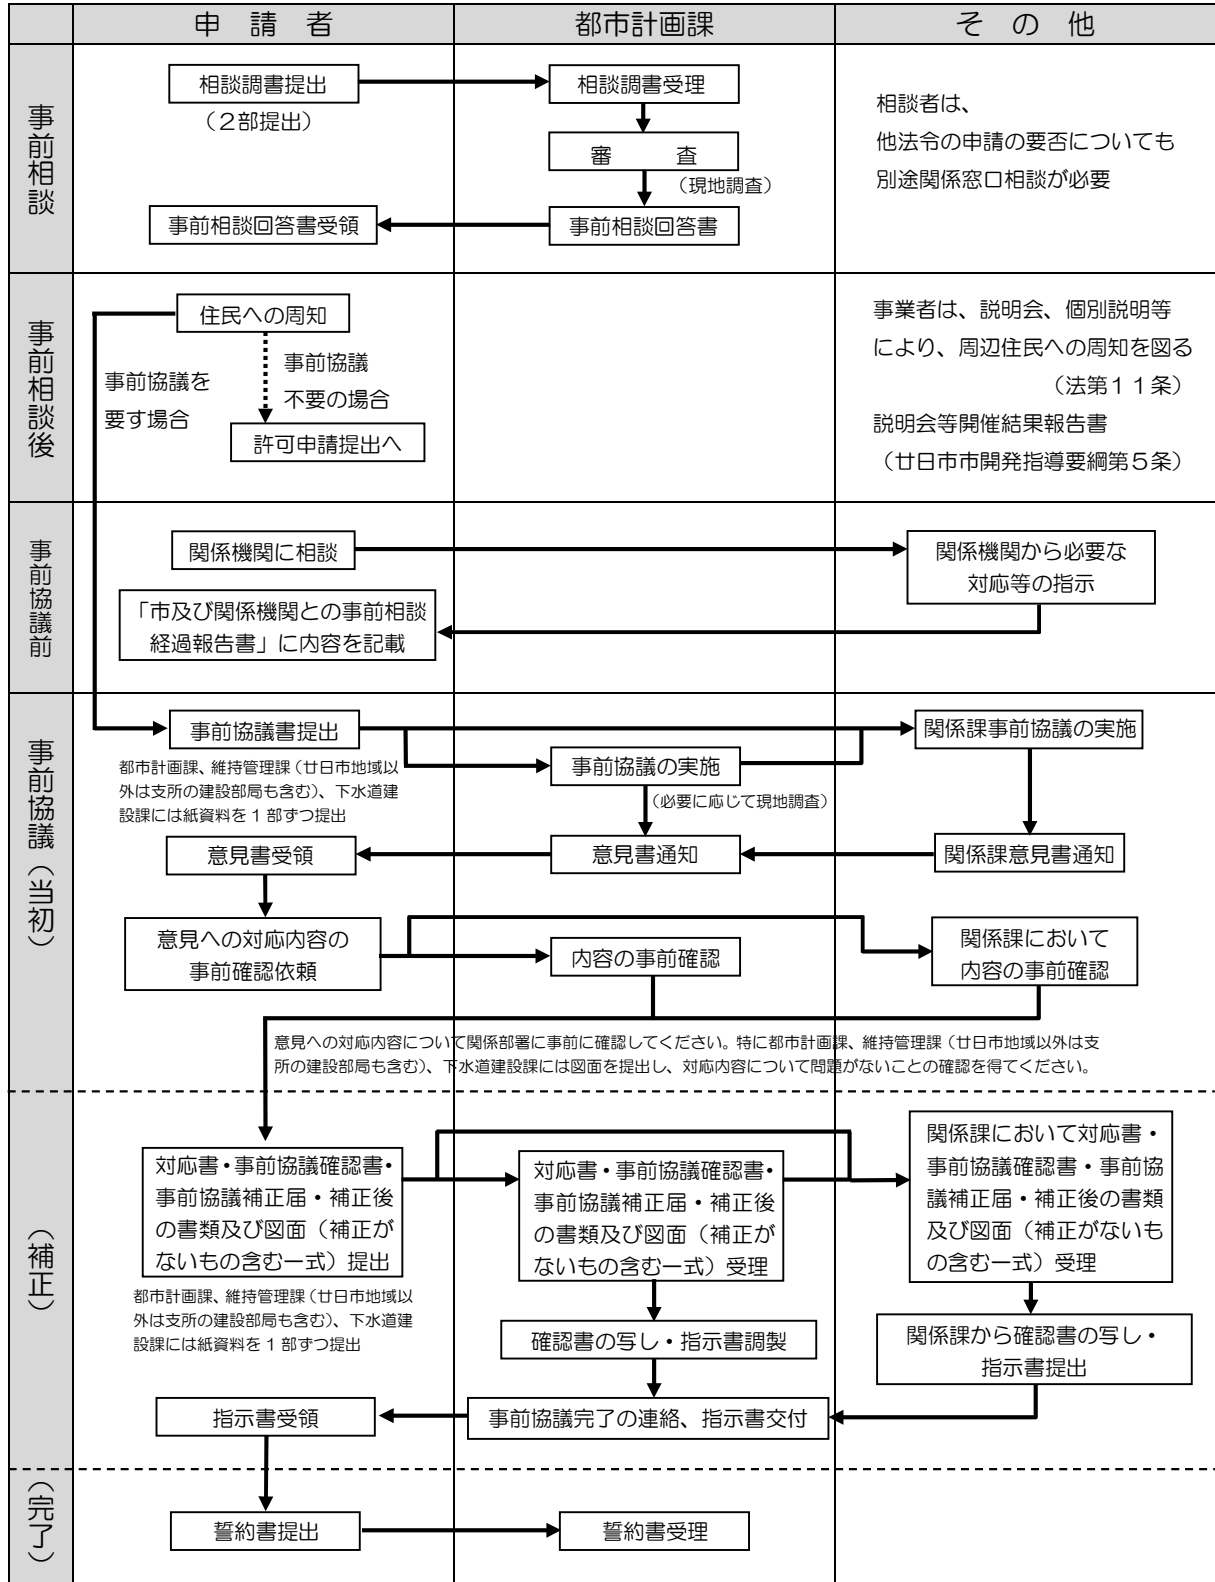 申　請　者
都市計画課
そ　の　他
事前相談
相談調書提出
（２部提出）
相談調書受理
審　　査
（現地調査）
事前相談回答書
事前相談回答書受領
相談者は、
他法令の申請の要否についても
別途関係窓口相談が必要
事前相談後
住民への周知
事前協議を
要す場合
事前協議
不要の場合
許可申請提出へ
事業者は、説明会、個別説明等
により、周辺住民への周知を図る
（法第１１条）
説明会等開催結果報告書
（廿日市市開発指導要綱第５条）
事前協議前
関係機関に相談
関係機関から必要な
対応等の指示
「市及び関係機関との事前相談
経過報告書」に内容を記載
事前協議（当初）
事前協議書提出
都市計画課、維持管理課（廿日市地域以
外は支所の建設部局も含む）、下水道建
設課には紙資料を１部ずつ提出
事前協議の実施
（必要に応じて現地調査）
関係課事前協議の実施
意見書受領
意見書通知
関係課意見書通知
意見への対応内容の
事前確認依頼
内容の事前確認
関係課において
内容の事前確認
意見への対応内容について関係部署に事前に確認してください。特に都市計画課、維持管理課（廿日市地域以外は支
所の建設部局も含む）、下水道建設課には図面を提出し、対応内容について問題がないことの確認を得てください。
（補正）
対応書・事前協議確認書・
事前協議補正届・補正後
の書類及び図面（補正が
ないもの含む一式）提出
都市計画課、維持管理課（廿日市地域以
外は支所の建設部局も含む）、下水道建
設課には紙資料を１部ずつ提出
対応書・事前協議確認書・
事前協議補正届・補正後
の書類及び図面（補正が
ないもの含む一式）受理
関係課において対応書・
事前協議確認書・事前協
議補正届・補正後の書類
及び図面（補正がないも
の含む一式）受理
確認書の写し・指示書調製
関係課から確認書の写し・
指示書提出
指示書受領
事前協議完了の連絡、指示書交付
（完了）
誓約書提出
誓約書受理